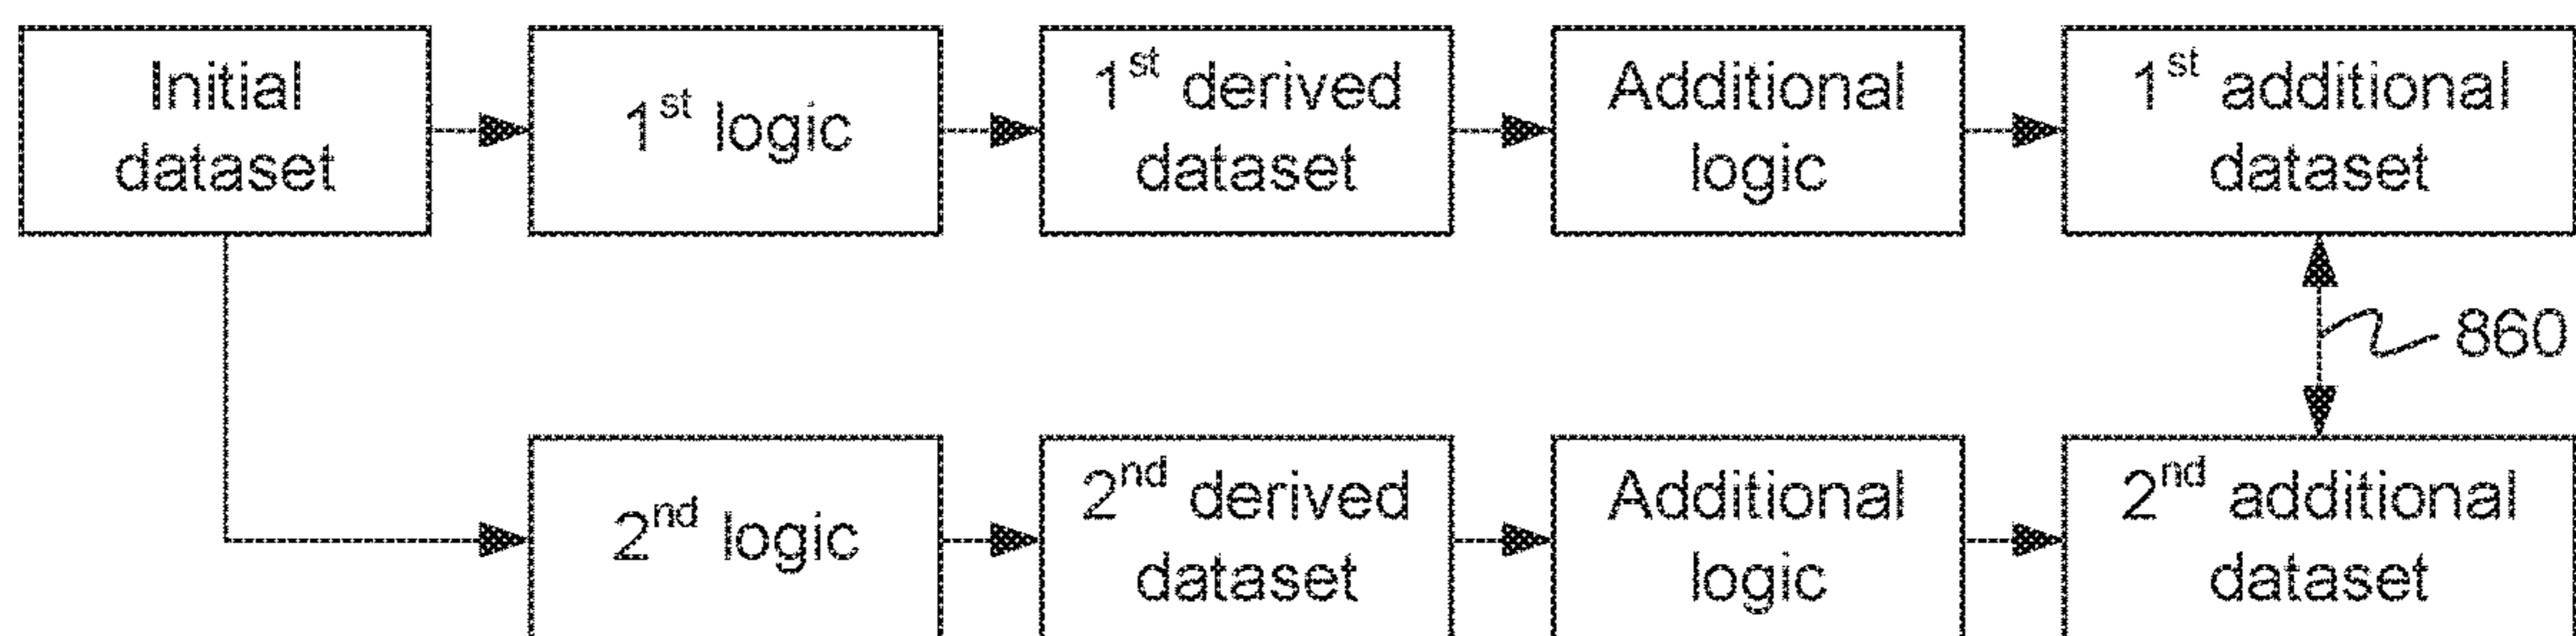 Initial
dataset
1st logic
1st derived
dataset
Additional
logic
1st additional
dataset
860
2nd logic
2nd derived
dataset
Additional
logic
2nd additional
dataset